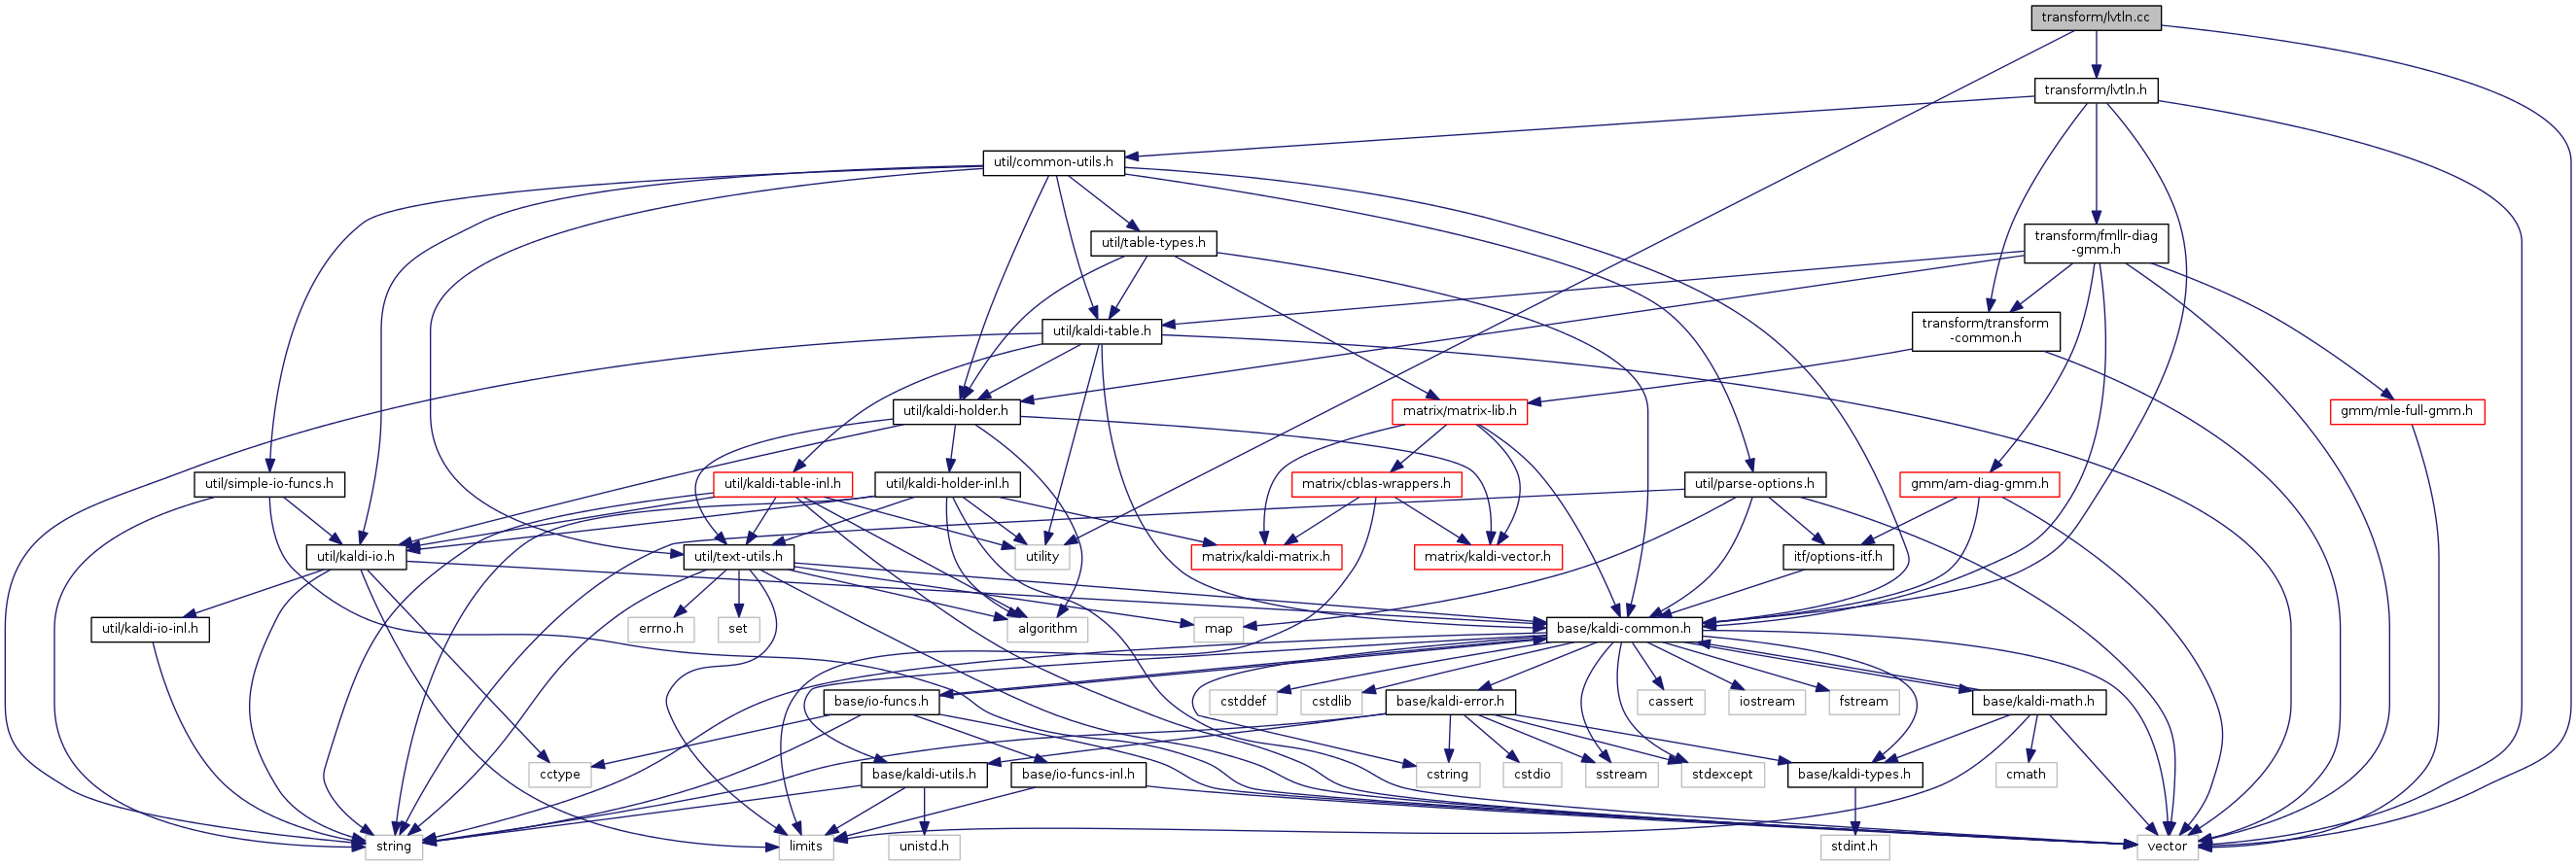 transform/lvtln.cc
transform/lvtln.h
util/common-utils.h
util/table-types.h
transform/fmllr-diag
-gmm.h
util/kaldi-table.h
transform/transform
-common.h
util/kaldi-holder.h
matrix/matrix-lib.h
gmm/mle-full-gmm.h
util/simple-io-funcs.h
util/kaldi-table-inl.h
util/kaldi-holder-inl.h
matrix/cblas-wrappers.h
util/parse-options.h
gmm/am-diag-gmm.h
util/kaldi-io.h
util/text-utils.h
utility
matrix/kaldi-matrix.h
matrix/kaldi-vector.h
itf/options-itf.h
util/kaldi-io-inl.h
errno.h
set
algorithm
map
base/kaldi-common.h
base/io-funcs.h
cstddef
cstdlib
base/kaldi-error.h
cassert
iostream
fstream
base/kaldi-math.h
cctype
base/kaldi-utils.h
base/io-funcs-inl.h
cstring
cstdio
sstream
stdexcept
base/kaldi-types.h
cmath
string
limits
unistd.h
stdint.h
vector